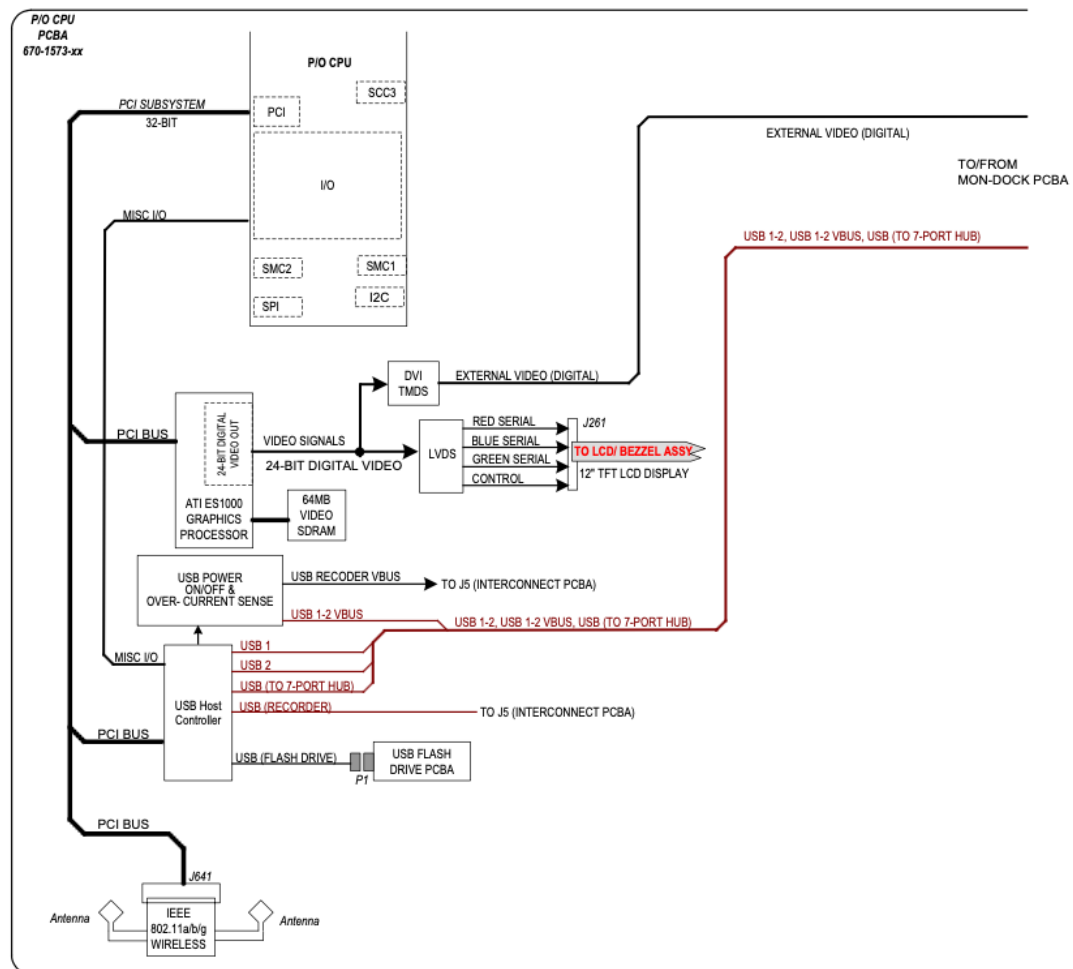 P/O CPU
PCBA
670-1573-xx
P/O CPU
SCC3
PCI SUBSYSTEM
32-BIT
PCI
EXTERNAL VIDEO (DIGITAL)
TO/FROM
MON-DOCK PCBA
I/O
MISC I/O
USB 1-2, USB 1-2 VBUS, USB (TO 7-PORT HUB)
SMC2
SMC1
I2C
SPI
DVI
TMDS
EXTERNAL VIDEO (DIGITAL)
24-BIT DIGITAL
VIDEO OUT
PCI BUS
VIDEO SIGNALS
24-BIT DIGITAL VIDEO
LVDS
RED SERIAL
BLUE SERIAL
GREEN SERIAL
CONTROL
J261
TO LCD/ BEZZEL ASSY
12" TFT LCD DISPLAY
ATI ES1000
GRAPHICS
PROCESSOR
64MB
VIDEO
SDRAM
USB POWER
ON/OFF &
OVER- CURRENT SENSE
USB RECODER VBUS
TO J5 (INTERCONNECT PCBA)
USB 1-2 VBUS
USB 1-2, USB 1-2 VBUS, USB (TO 7-PORT HUB)
MISC I/O
USB 1
USB 2
USB (TO 7-PORT HUB)
USB (RECORDER)
TO J5 (INTERCONNECT PCBA)
USB Host
Controller
PCI BUS
USB (FLASH DRIVE)
P1
USB FLASH
DRIVE PCBA
PCI BUS
J641
Antenna
IEEE
802.11a/b/g
WIRELESS
Antenna